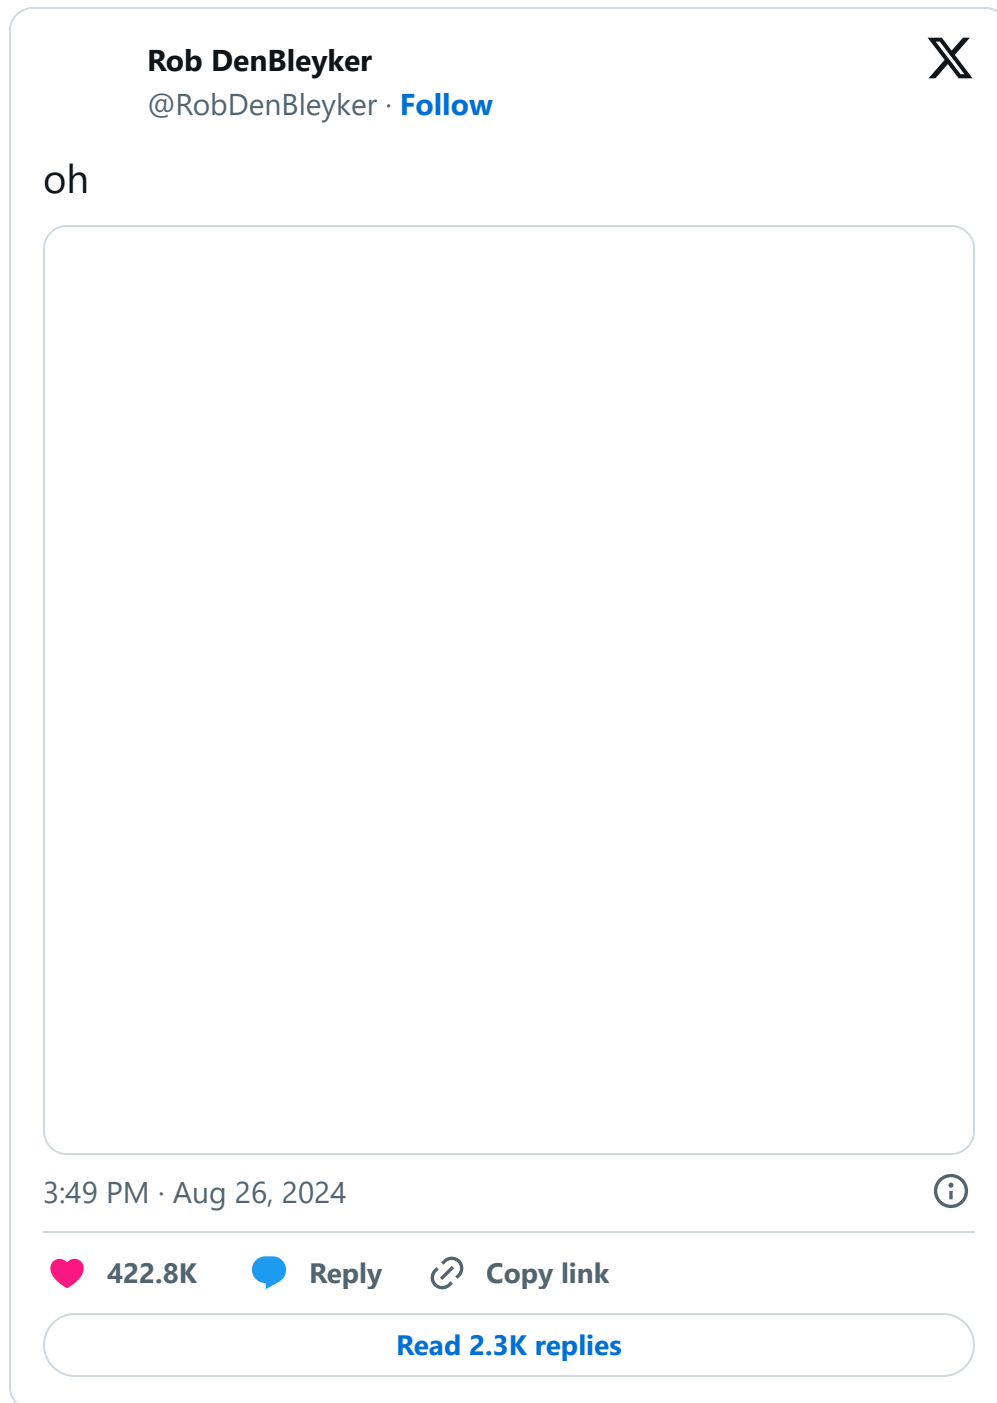 Rob DenBleyker
@RobDenBleyker · Follow
oh
3:49 PM · Aug 26, 2024
422.8K Reply Copy link
Read 2.3K replies